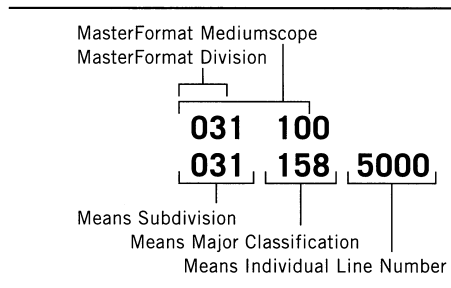 MasterFormat Mediumscope
MasterFormat Division
031 100
031 158 5000
Means Subdivision
Means Major Classification
Means Individual Line Number